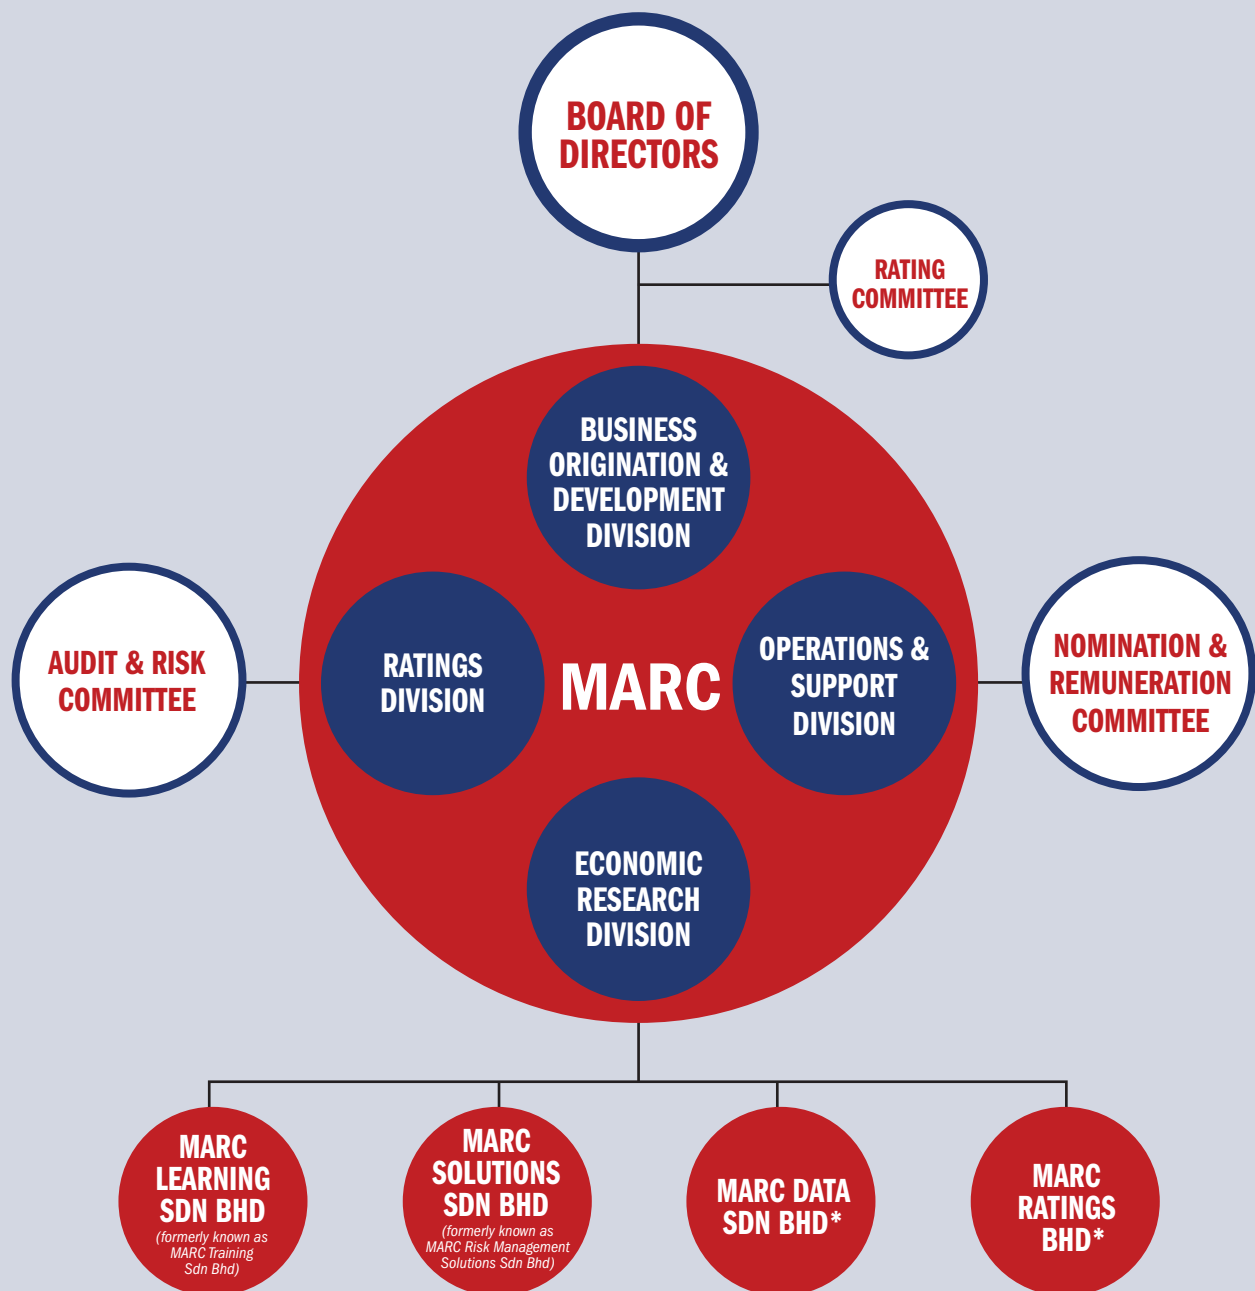 BOARD OF
DIRECTORS
RATING
COMMITTEE
BUSINESS
ORIGINATION &
DEVELOPMENT
DIVISION
AUDIT & RISK
COMMITTEE
RATINGS
DIVISION
MARC
OPERATIONS &
SUPPORT
DIVISION
NOMINATION &
REMUNERATION
COMMITTEE
ECONOMIC
RESEARCH
DIVISION
MARC
LEARNING
SDN BHD
(formerly known as
MARC Training
Sdn Bhd)
MARC
SOLUTIONS
SDN BHD
(formerly known as
MARC Risk Management
Solutions Sdn Bhd)
MARC DATA
SDN BHD*
MARC
RATINGS
BHD*